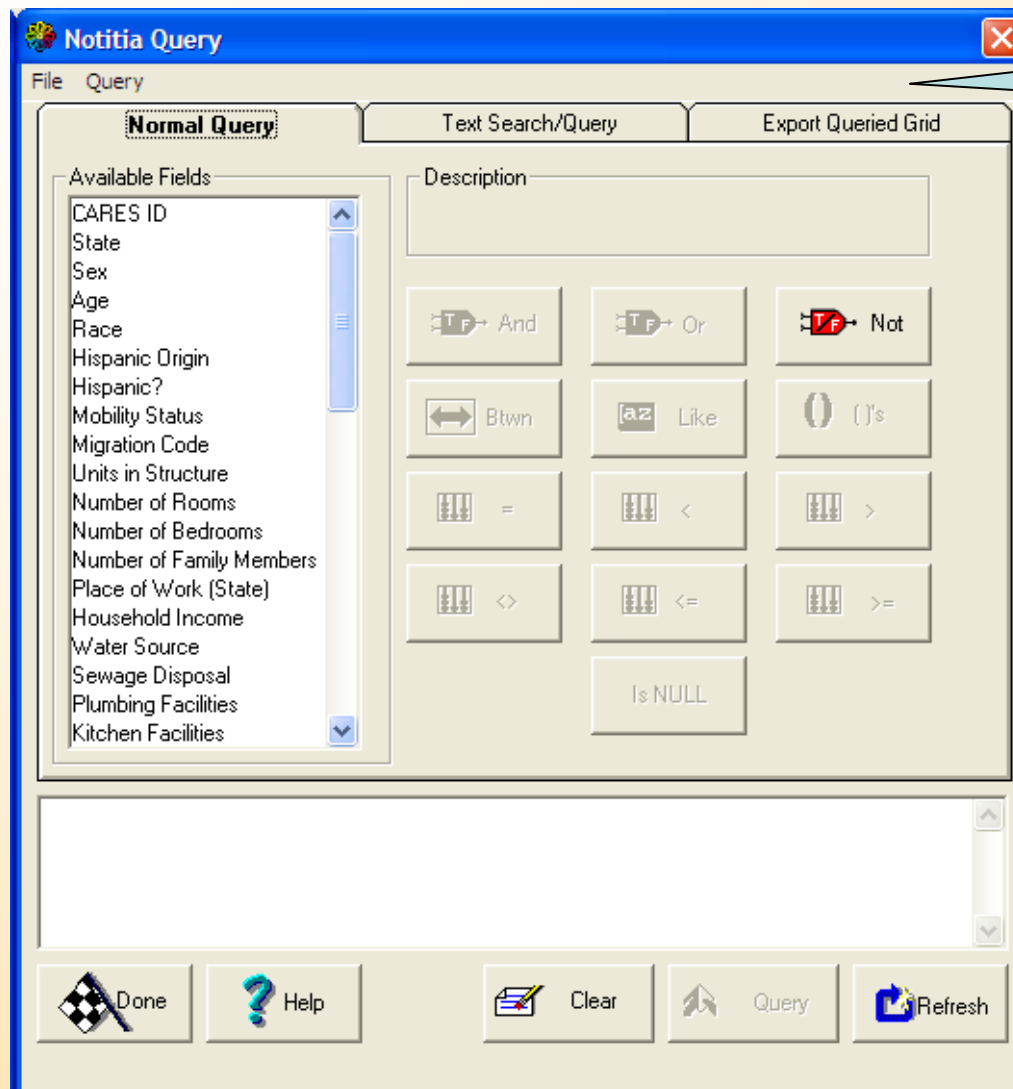 Notitia Query
File Query
Normal Query Text Search/Query Export Queried Grid
Available Fields
CARES ID
State
Sex
Age
Race
Hispanic Origin
Hispanic?
Mobility Status
Migration Code
Units in Structure
Number of Rooms
Number of Bedrooms
Number of Family Members
Place of Work (State)
Household Income
Water Source
Sewage Disposal
Plumbing Facilities
Kitchen Facilities
Description
T F And T F Or T F Not
Btwn az Like () ( )'s
= < >
<> <= >=
Is NULL
Done ? Help Clear Query Refresh